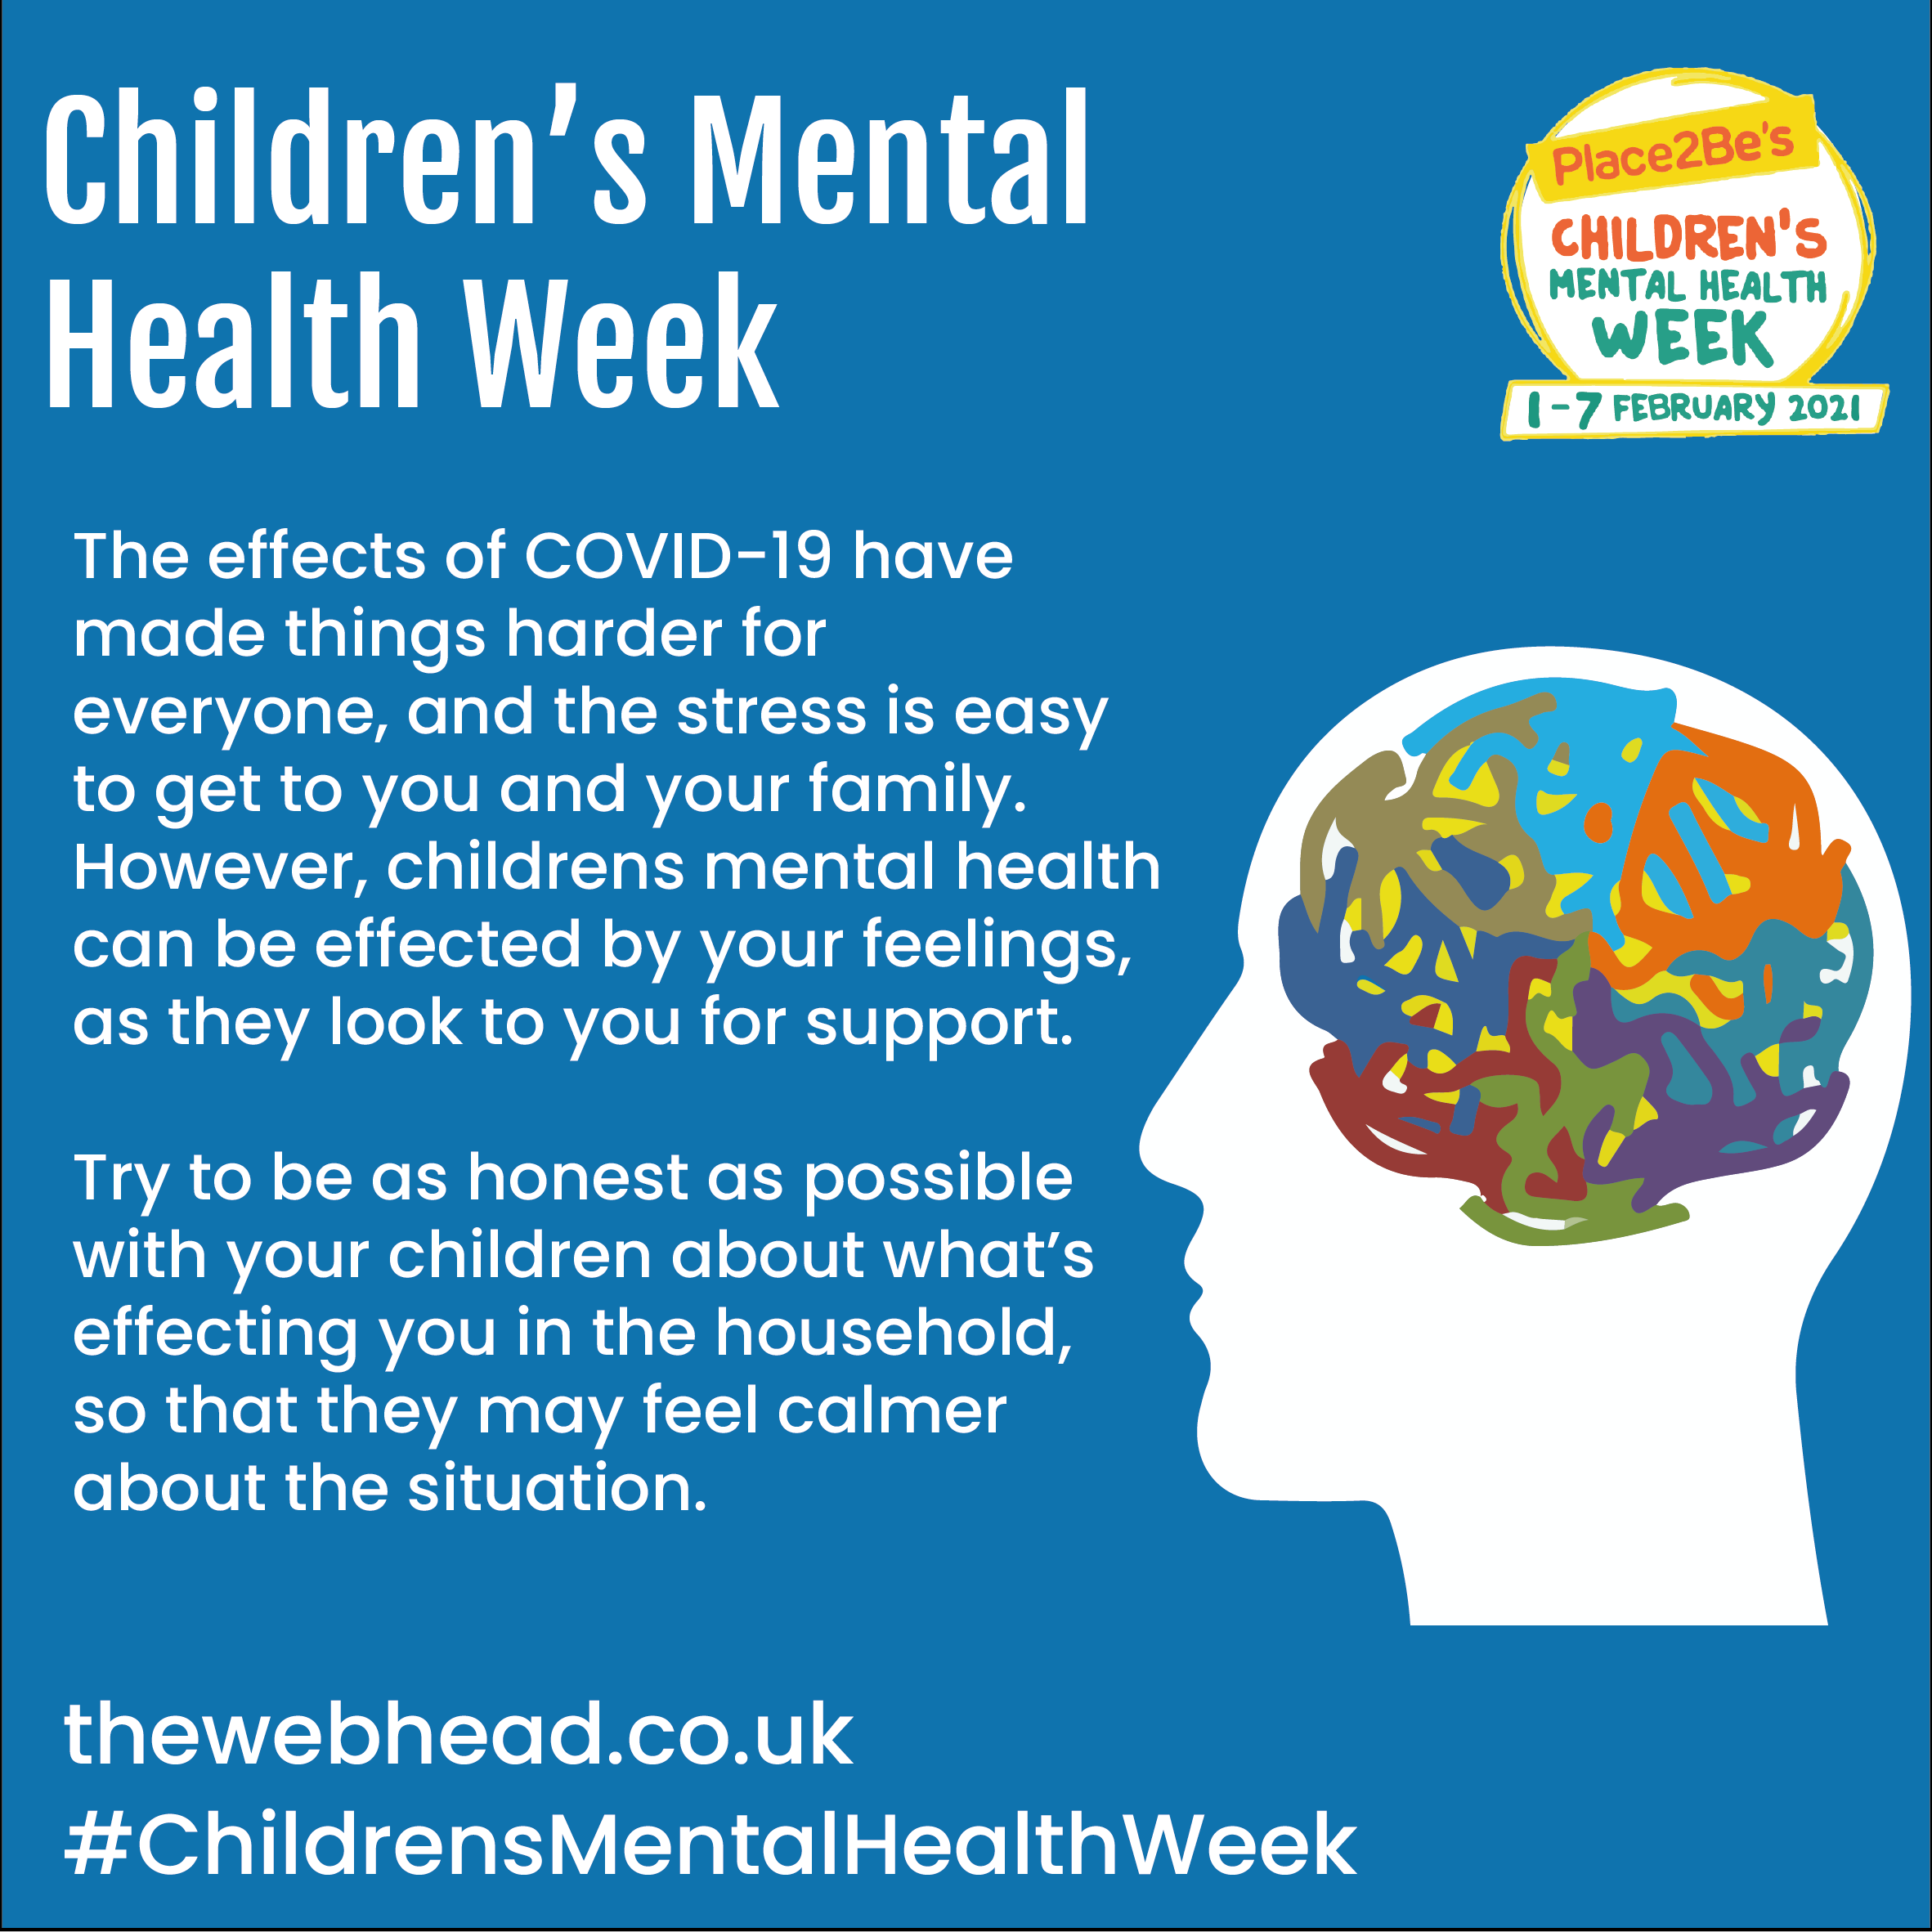 Children’s Mental
Health Week
Place2Be's
CHILDREN'S
MENTAL HEALTH
WEEK
1-7 FEBRUARY 2021
The effects of COVID-19 have
made things harder for
everyone, and the stress is easy
to get to you and your family.
However, childrens mental health
can be effected by your feelings,
as they look to you for support.
Try to be as honest as possible
with your children about what’s
effecting you in the household,
so that they may feel calmer
about the situation.
thewebhead.co.uk
#ChildrensMentalHealthWeek